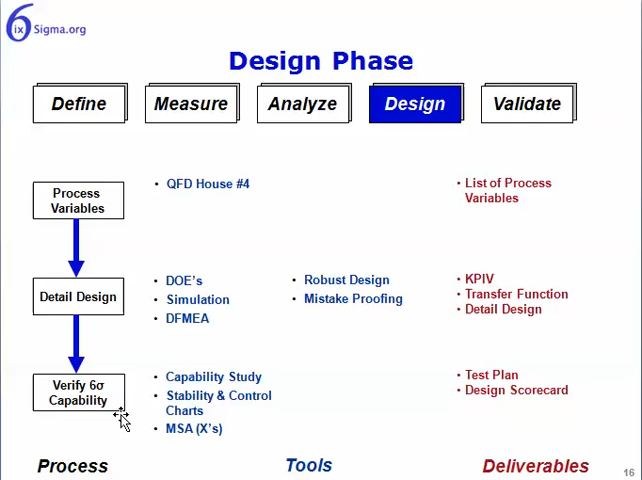 6ixSigma.org
Design Phase
Define
Measure
Analyze
Design
Validate
Process
Variables
• QFD House #4
• List of Process
Variables
Detail Design
• DOE's
• Simulation
• DFMEA
• Robust Design
• Mistake Proofing
• KPIV
• Transfer Function
• Detail Design
Verify 6σ
Capability
• Capability Study
• Stability & Control
Charts
• MSA (X's)
• Test Plan
• Design Scorecard
Process
Tools
Deliverables
16